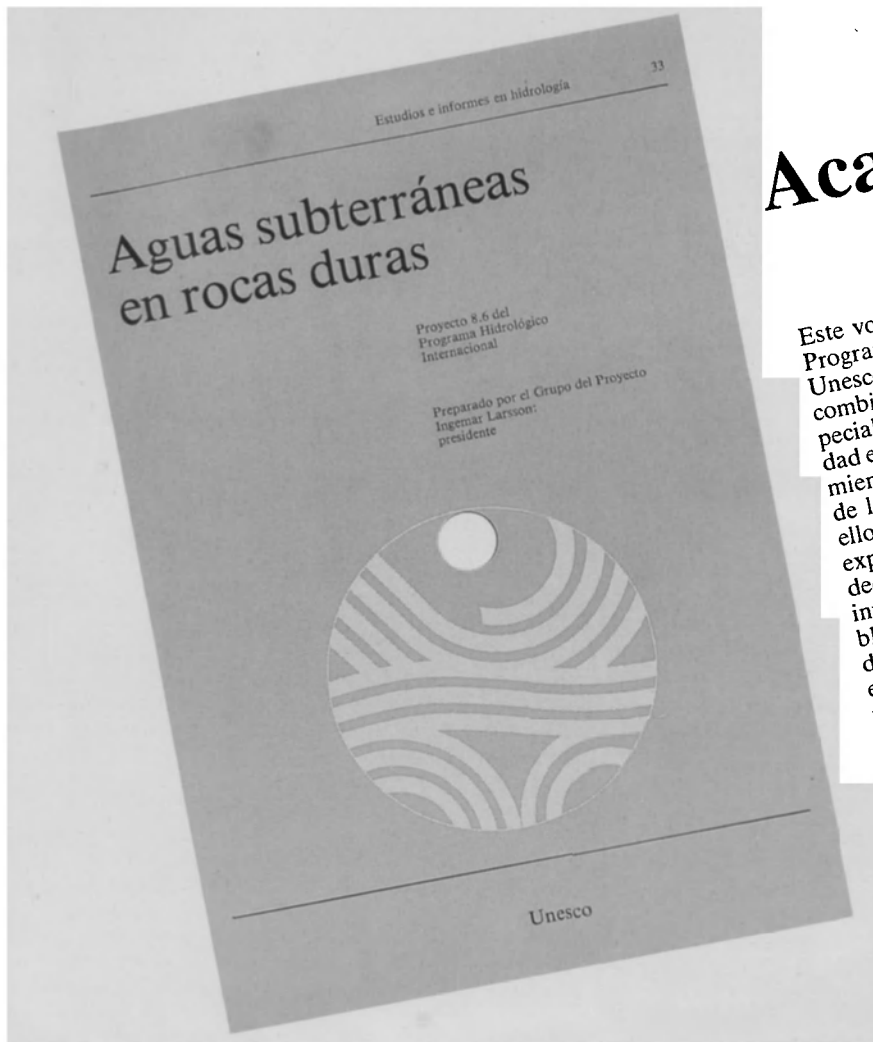 Estudios e informes en hidrología 33
Aguas subterráneas
en rocas duras
Proyecto 8.6 del
Programa Hidrológico
Internacional
Preparado por el Grupo del Proyecto
Ingemar Larsson:
presidente
Unesco
Aca
Este vo
Progra
Unesc
combi
pecial
dad e
mier
de l
ello
exp
de
in
bl
d
e